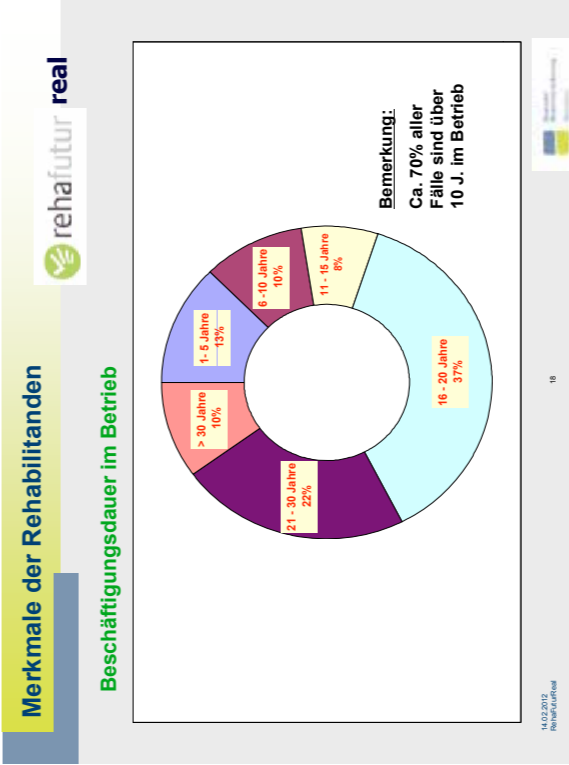 Merkmale der Rehabilitanden
rehafutur real
Beschäftigungsdauer im Betrieb
1- 5 Jahre
13%
6 -10 Jahre
10%
11 - 15 Jahre
8%
16 - 20 Jahre
37%
21 - 30 Jahre
22%
> 30 Jahre
10%
Bemerkung:
Ca. 70% aller
Fälle sind über
10 J. im Betrieb
14.02.2012
RehaFuturReal
18